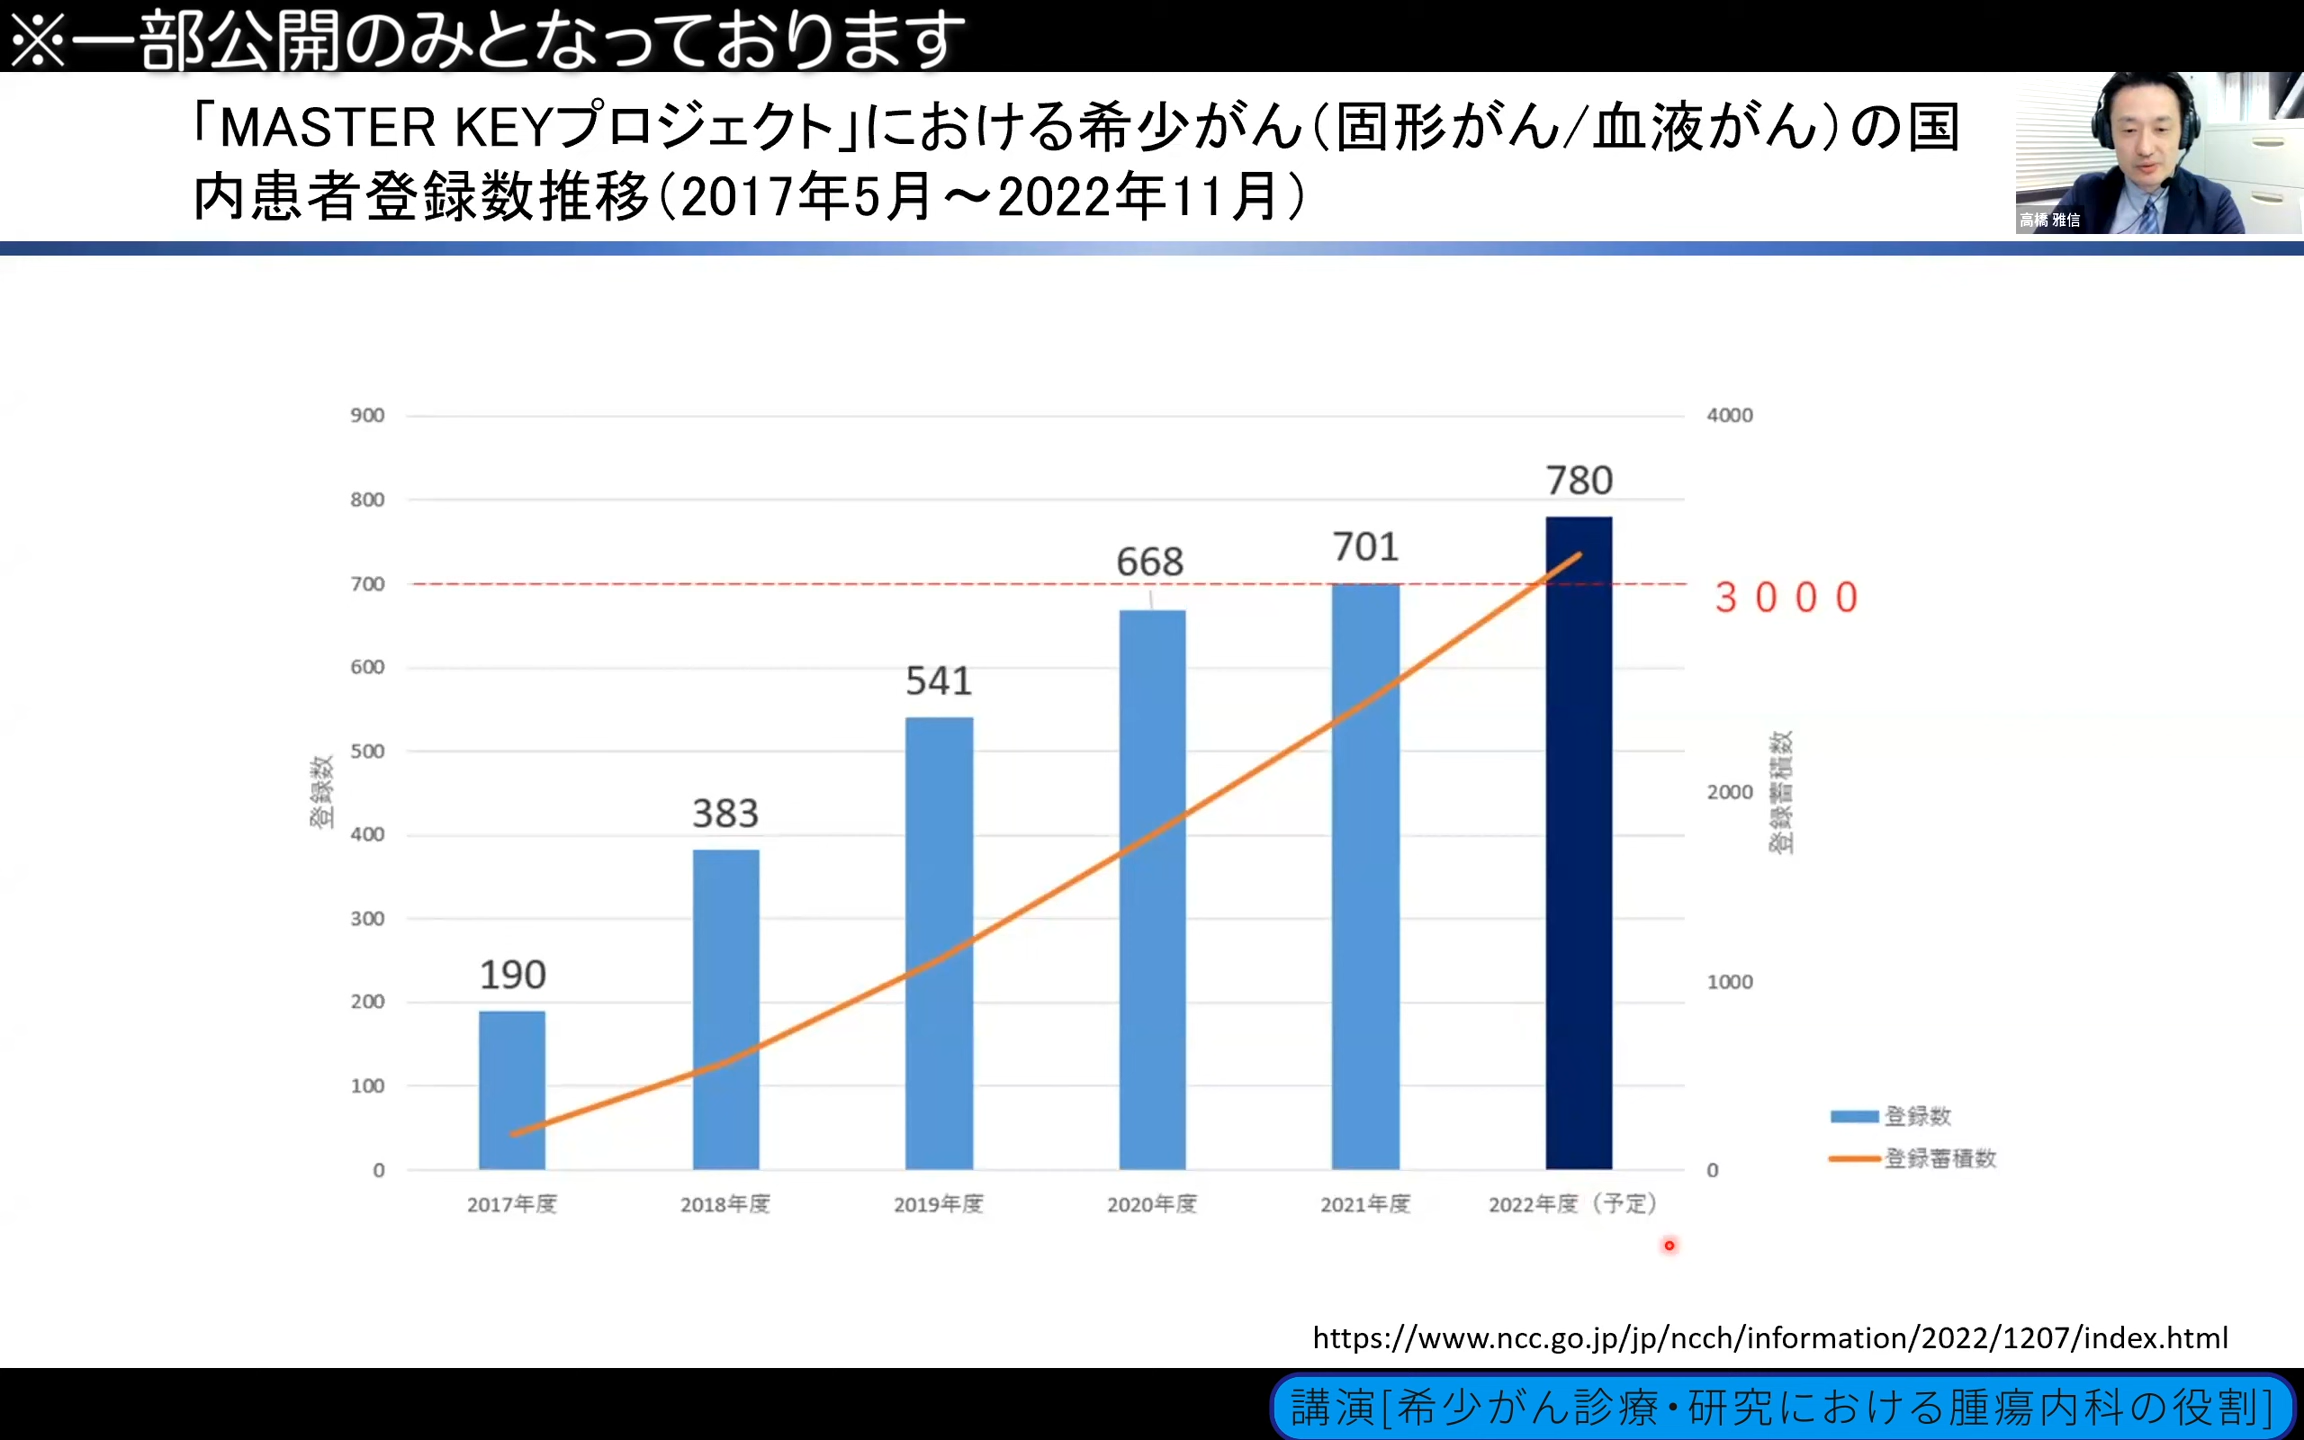 ※一部公開のみとなっております
「MASTER KEYプロジェクト」における希少がん（固形がん/血液がん）の国
内患者登録数推移（2017年5月～2022年11月）
高橋 雅信
900
800
700
600
500
400
300
200
100
0
登録数
190
383
541
668
701
780
4000
3000
2000
1000
0
登録蓄積数
2017年度
2018年度
2019年度
2020年度
2021年度
2022年度（予定）
登録数
登録蓄積数
https://www.ncc.go.jp/jp/ncch/information/2022/1207/index.html
講演[希少がん診療・研究における腫瘍内科の役割]